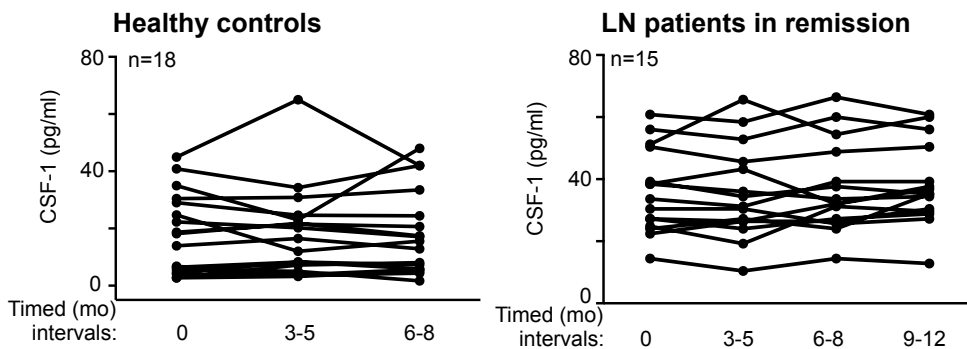 Healthy controls
n=18
CSF-1 (pg/ml)
80
40
0
Timed (mo)
intervals:
0 3-5 6-8
LN patients in remission
n=15
CSF-1 (pg/ml)
80
40
0
Timed (mo)
intervals:
0 3-5 6-8 9-12